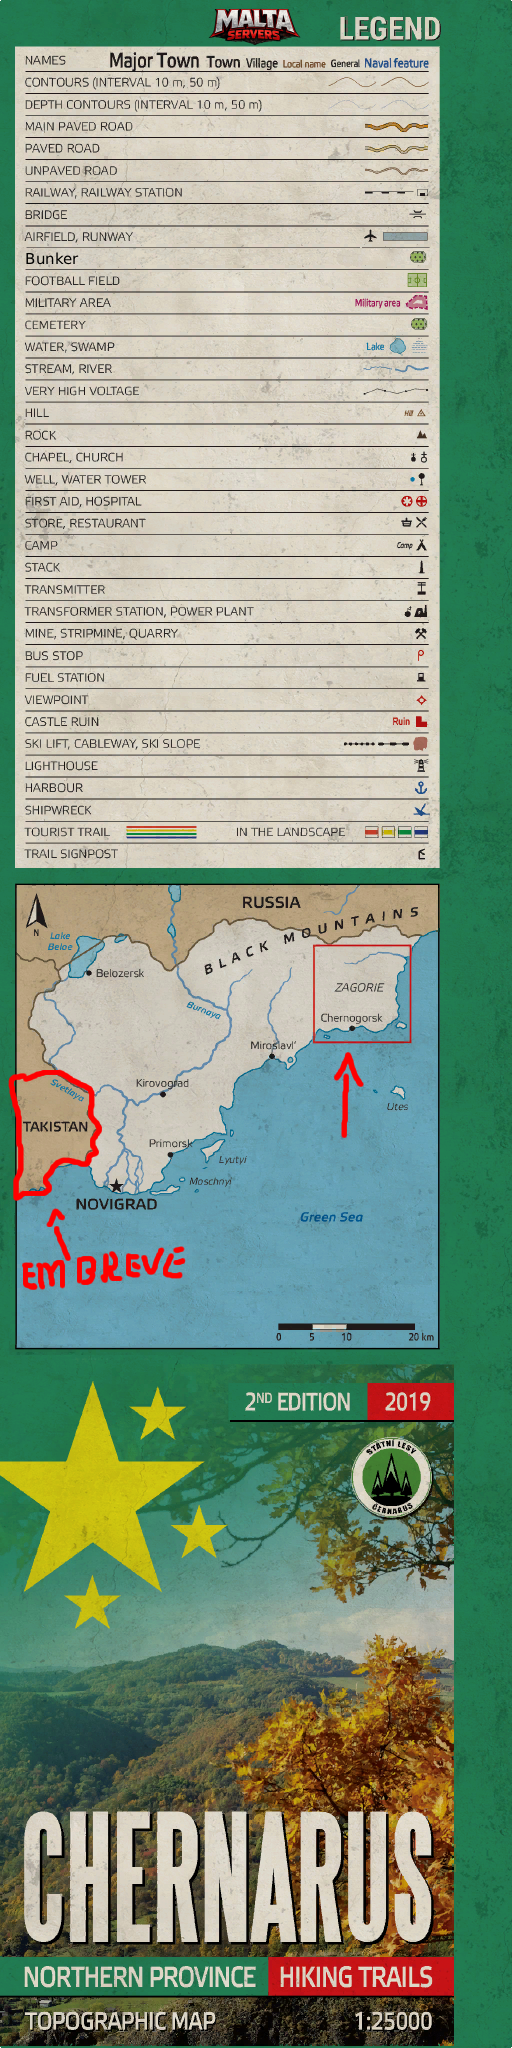 MALTA
SERVERS
LEGEND
NAMES Major Town Town Village Local name General Naval feature
CONTOURS (INTERVAL 10 m, 50 m)
DEPTH CONTOURS (INTERVAL 10 m, 50 m)
MAIN PAVED ROAD
PAVED ROAD
UNPAVED ROAD
RAILWAY, RAILWAY STATION
BRIDGE
AIRFIELD, RUNWAY
Bunker
FOOTBALL FIELD
MILITARY AREA Military area
CEMETERY
WATER, SWAMP Lake
STREAM, RIVER
VERY HIGH VOLTAGE
HILL Hill
ROCK
CHAPEL, CHURCH
WELL, WATER TOWER
FIRST AID, HOSPITAL
STORE, RESTAURANT
CAMP Camp
STACK
TRANSMITTER
TRANSFORMER STATION, POWER PLANT
MINE, STRIPMINE, QUARRY
BUS STOP
FUEL STATION
VIEWPOINT
CASTLE RUIN Ruin
SKI LIFT, CABLEWAY, SKI SLOPE
LIGHTHOUSE
HARBOUR
SHIPWRECK
TOURIST TRAIL IN THE LANDSCAPE
TRAIL SIGNPOST
RUSSIA
BLACK MOUNTAINS
N
Lake
Beloe
Belozersk
ZAGORIE
Burnaya
Chernogorsk
Miroslavl'
Svetlaya
Kirovograd
Utes
TAKISTAN
Primorsk
Lyutyi
Moschnyi
NOVIGRAD
Green Sea
EM BREVE
0 5 10 20 km
2ND EDITION 2019
STÁTNÍ LESY
ČERNARUS
CHERNARUS
NORTHERN PROVINCE HIKING TRAILS
TOPOGRAPHIC MAP 1:25000